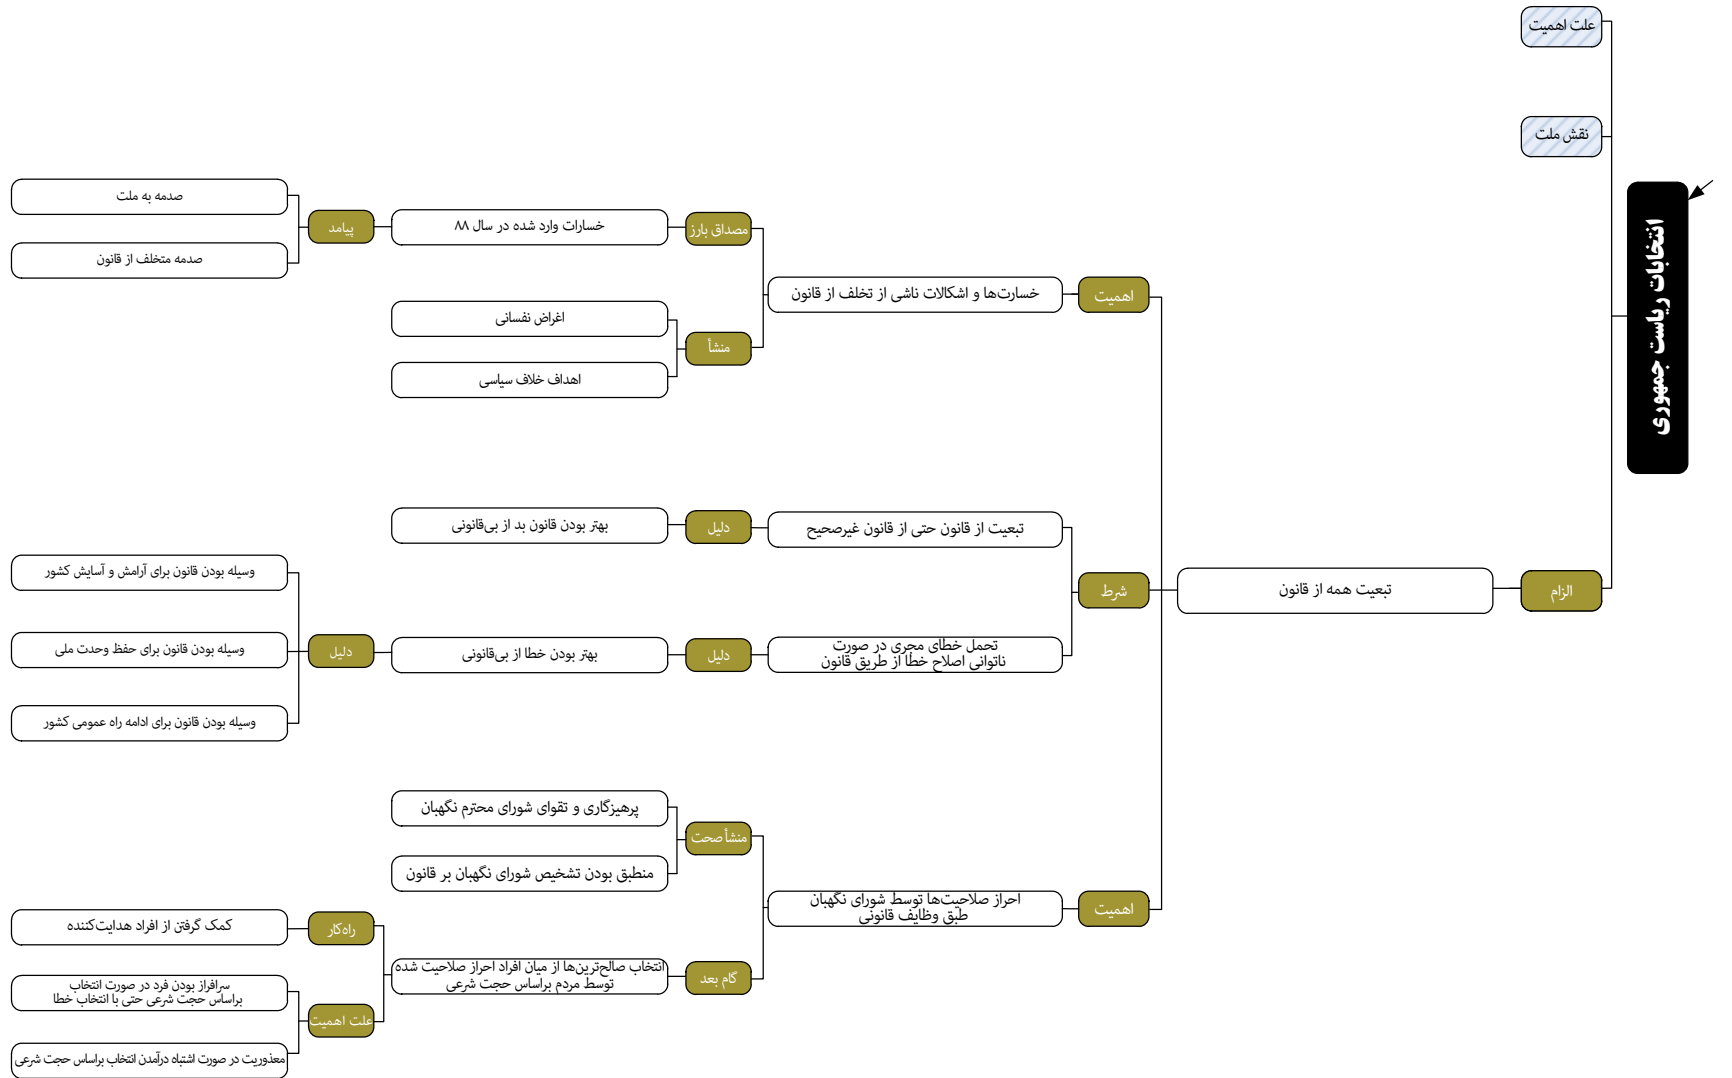 انتخابات ریاست جمهوری
علت اهمیت
نقش ملت
الزام
تبعیت همه از قانون
اهمیت
خسارت‌ها و اشکالات ناشی از تخلف از قانون
مصداق بارز
خسارات وارد شده در سال ۸۸
پیامد
صدمه به ملت
صدمه متخلف از قانون
منشأ
اغراض نفسانی
اهداف خلاف سیاسی
شرط
تبعیت از قانون حتی از قانون غیرصحیح
دلیل
بهتر بودن قانون بد از بی‌قانونی
تحمل خطای مجری در صورت
ناتوانی اصلاح خطا از طریق قانون
دلیل
بهتر بودن خطا از بی‌قانونی
دلیل
وسیله بودن قانون برای آرامش و آسایش کشور
وسیله بودن قانون برای حفظ وحدت ملی
وسیله بودن قانون برای ادامه راه عمومی کشور
اهمیت
احراز صلاحیت‌ها توسط شورای نگهبان
طبق وظایف قانونی
منشأ صحت
پرهیزگاری و تقوای شورای محترم نگهبان
منطبق بودن تشخیص شورای نگهبان بر قانون
گام بعد
انتخاب صالح‌ترین‌ها از میان افراد احراز صلاحیت شده
توسط مردم براساس حجت شرعی
راه‌کار
کمک گرفتن از افراد هدایت‌کننده
علت اهمیت
سرافراز بودن فرد در صورت انتخاب
براساس حجت شرعی حتی با انتخاب خطا
معذوریت در صورت اشتباه درآمدن انتخاب براساس حجت شرعی